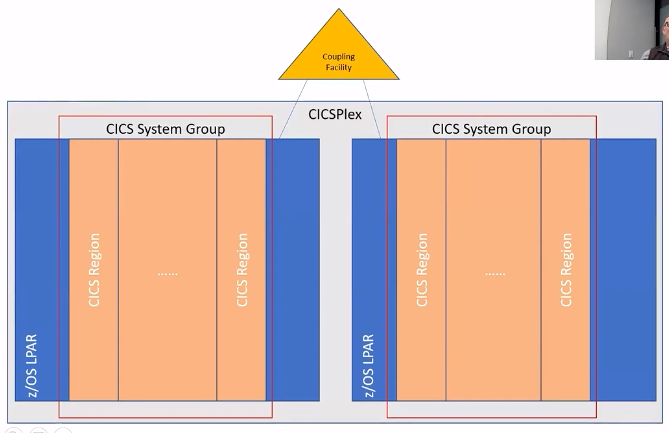 Coupling
Facility
CICSPlex
CICS System Group
CICS System Group
z/OS LPAR
CICS Region
......
CICS Region
z/OS LPAR
CICS Region
......
CICS Region